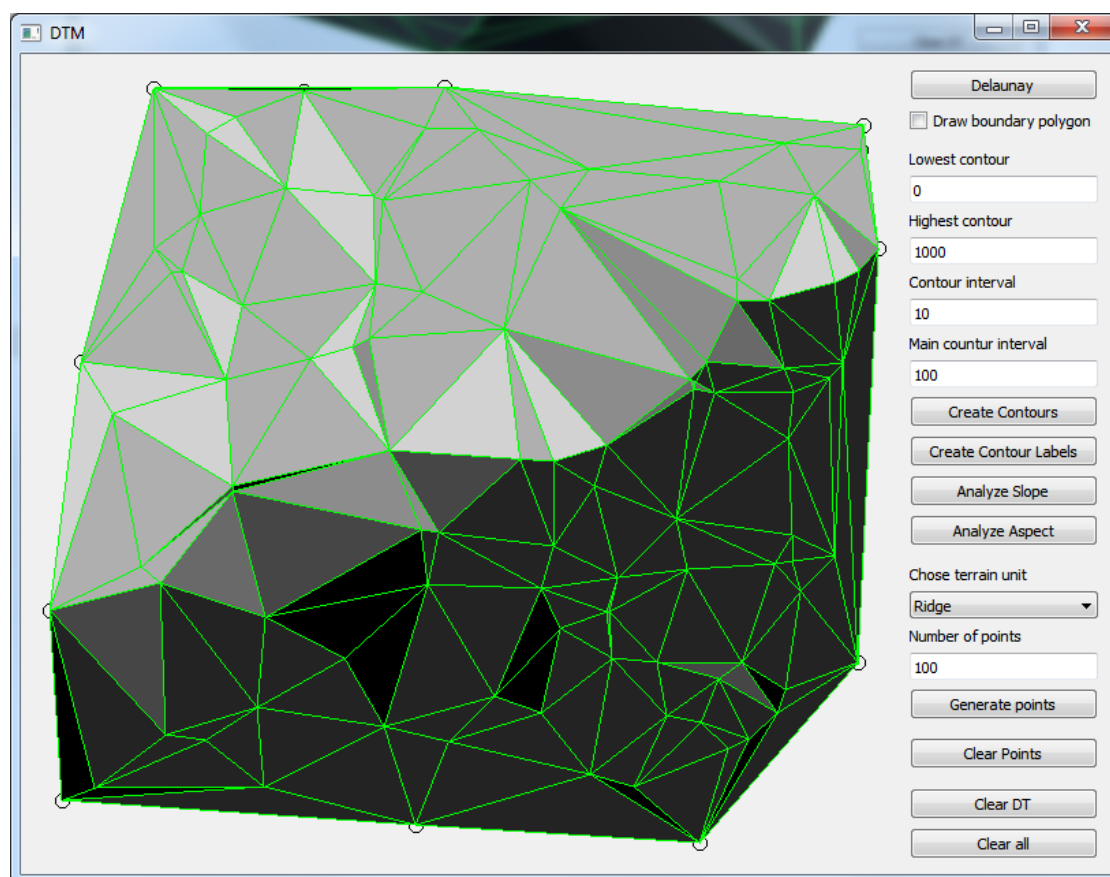 DTM
Delaunay
Draw boundary polygon
Lowest contour
0
Highest contour
1000
Contour interval
10
Main countur interval
100
Create Contours
Create Contour Labels
Analyze Slope
Analyze Aspect
Chose terrain unit
Ridge
Number of points
100
Generate points
Clear Points
Clear DT
Clear all